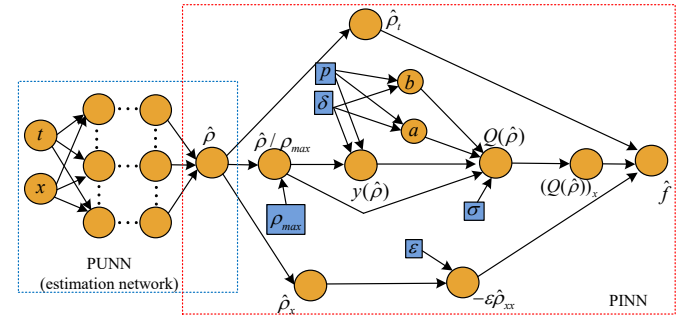 t
x
PUNN
(estimation network)
ρ̂
ρ̂_t
p
δ
b
a
ρ̂ / ρ_max
ρ_max
y(ρ̂)
Q(ρ̂)
σ
(Q(ρ̂))_x
f̂
ρ̂_x
ε
−ερ̂_xx
PINN